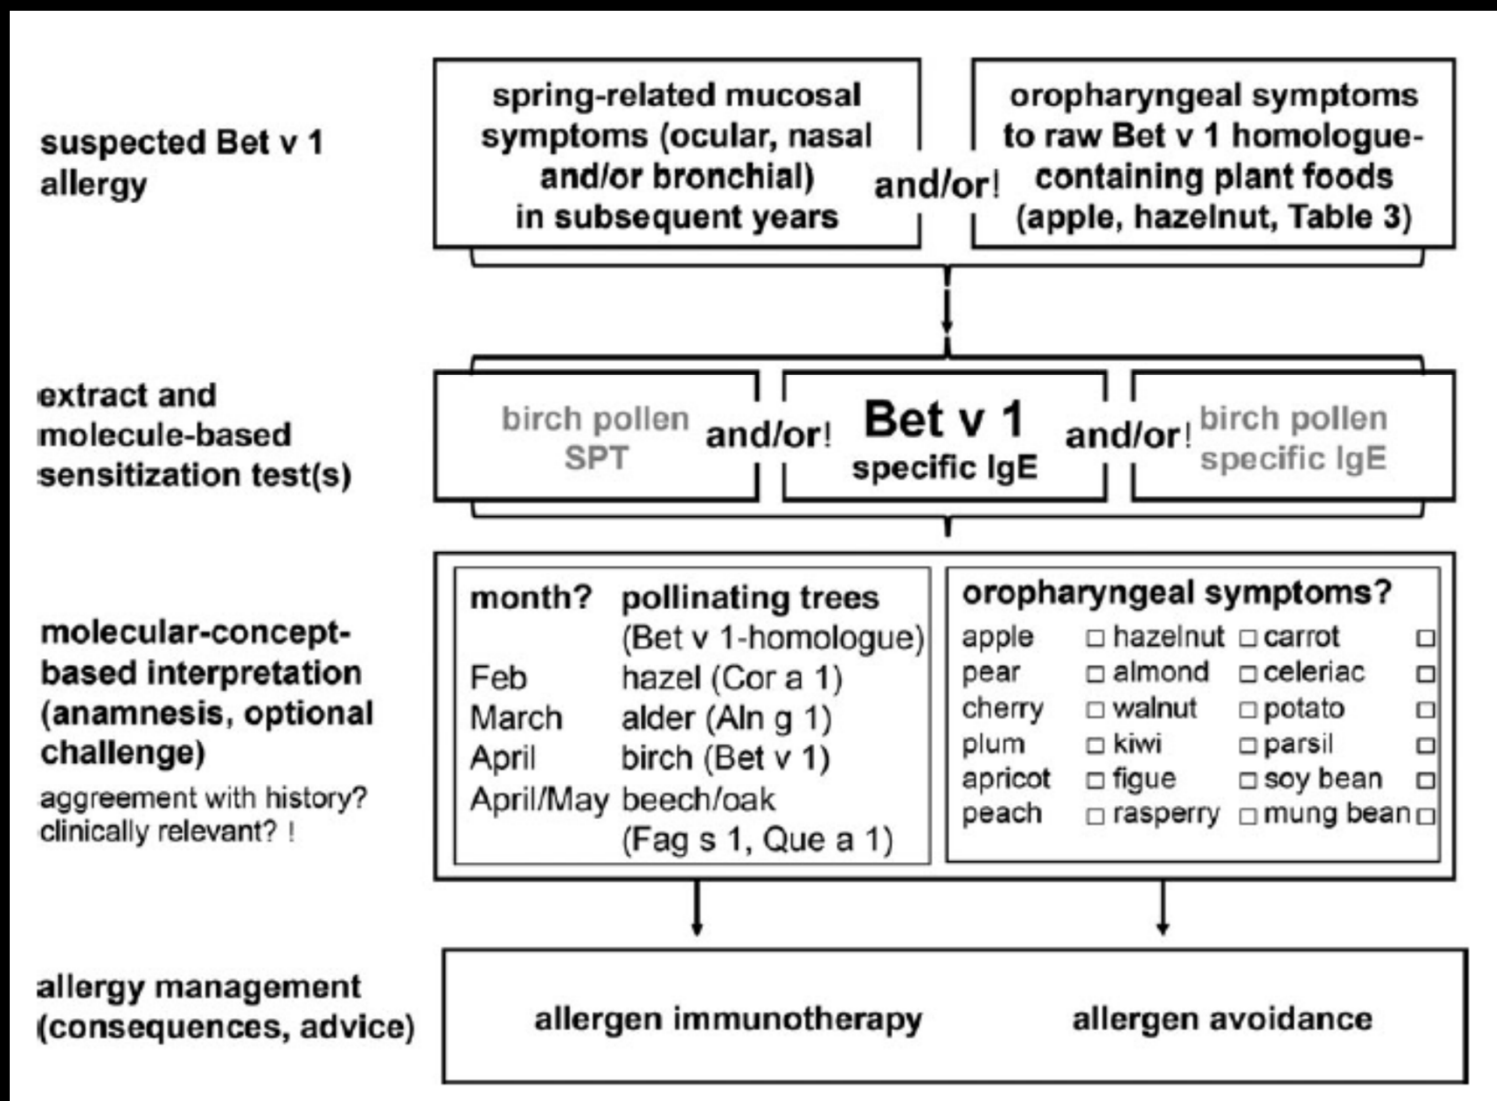 suspected Bet v 1
allergy
spring-related mucosal
symptoms (ocular, nasal
and/or bronchial)
in subsequent years
and/or!
oropharyngeal symptoms
to raw Bet v 1 homologue-
containing plant foods
(apple, hazelnut, Table 3)
extract and
molecule-based
sensitization test(s)
birch pollen
SPT
and/or!
Bet v 1
specific IgE
and/or!
birch pollen
specific IgE
molecular-concept-
based interpretation
(anamnesis, optional
challenge)
aggreement with history?
clinically relevant? !
month? pollinating trees
(Bet v 1-homologue)
Feb hazel (Cor a 1)
March alder (Aln g 1)
April birch (Bet v 1)
April/May beech/oak
(Fag s 1, Que a 1)
oropharyngeal symptoms?
apple □ hazelnut □ carrot □
pear □ almond □ celeriac □
cherry □ walnut □ potato □
plum □ kiwi □ parsil □
apricot □ figue □ soy bean □
peach □ rasperry □ mung bean □
allergy management
(consequences, advice)
allergen immunotherapy
allergen avoidance